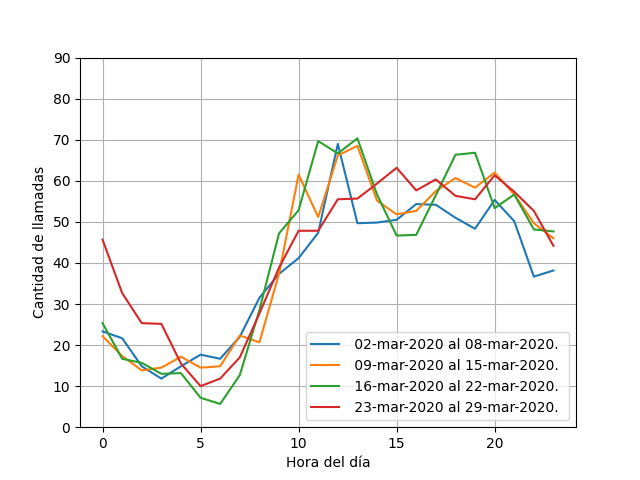 90
80
70
60
50
40
30
20
10
0
Cantidad de llamadas
0 5 10 15 20
Hora del día
02-mar-2020 al 08-mar-2020.
09-mar-2020 al 15-mar-2020.
16-mar-2020 al 22-mar-2020.
23-mar-2020 al 29-mar-2020.